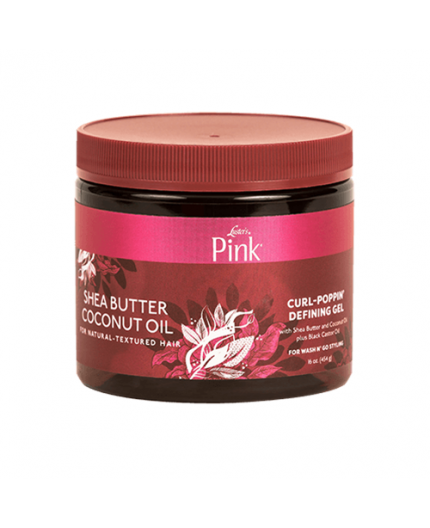 Luster's
Pink
SHEA BUTTER
COCONUT OIL
FOR NATURAL-TEXTURED HAIR
CURL-POPPIN'
DEFINING GEL
with Shea Butter and Coconut Oil
plus Black Castor Oil
FOR WASH N' GO STYLING
16 oz. (454 g)